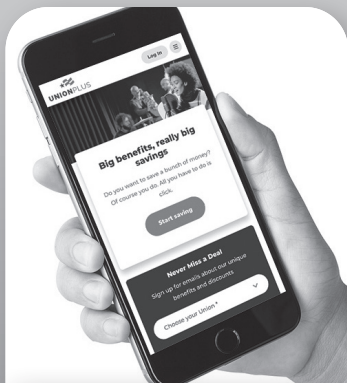 Log In
UNIONPLUS
Big benefits, really big
savings
Do you want to save a bunch of money?
Of course you do. All you have to do is
click.
Start saving
Never Miss a Deal
Sign up for emails about our unique
benefits and discounts
Choose your Union *